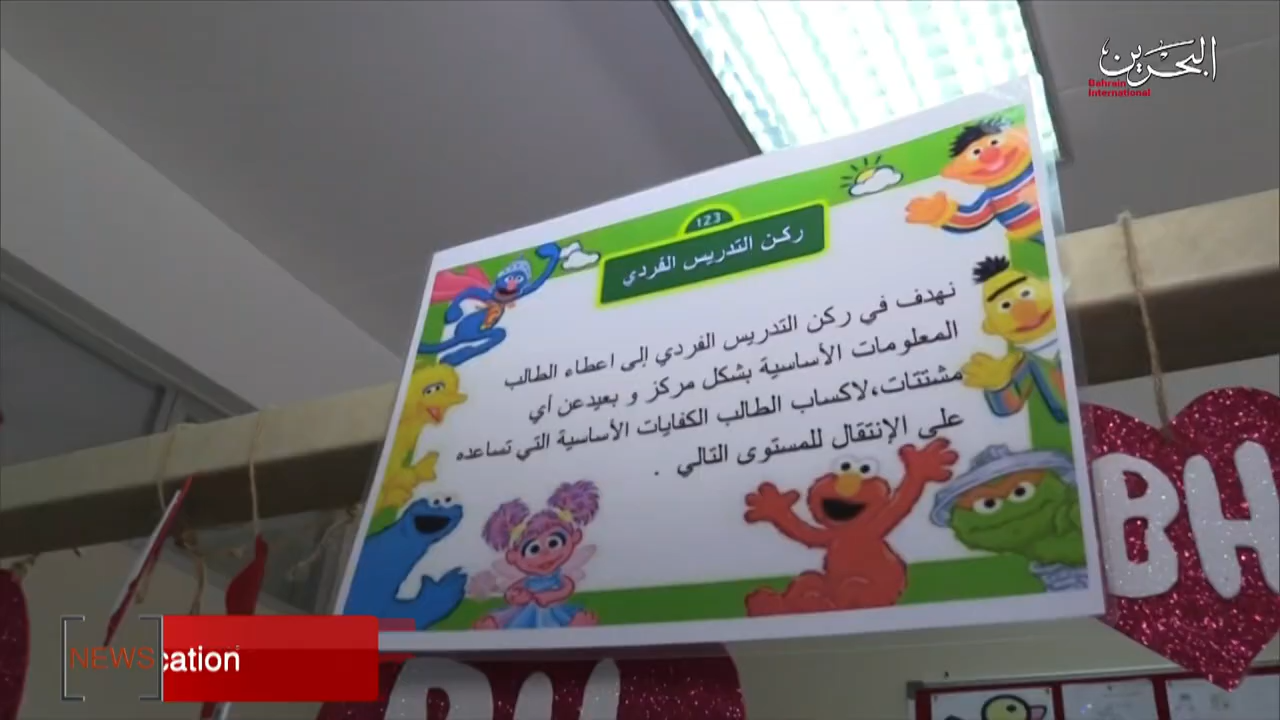 البحرين
Bahrain
International
123
ركن التدريس الفردي
نهدف في ركن التدريس الفردي إلى اعطاء الطالب
المعلومات الأساسية بشكل مركز و بعيدعن أي
مشتتات،لاكساب الطالب الكفايات الأساسية التي تساعده
على الإنتقال للمستوى التالي .
BH
NEWS
cation
BH